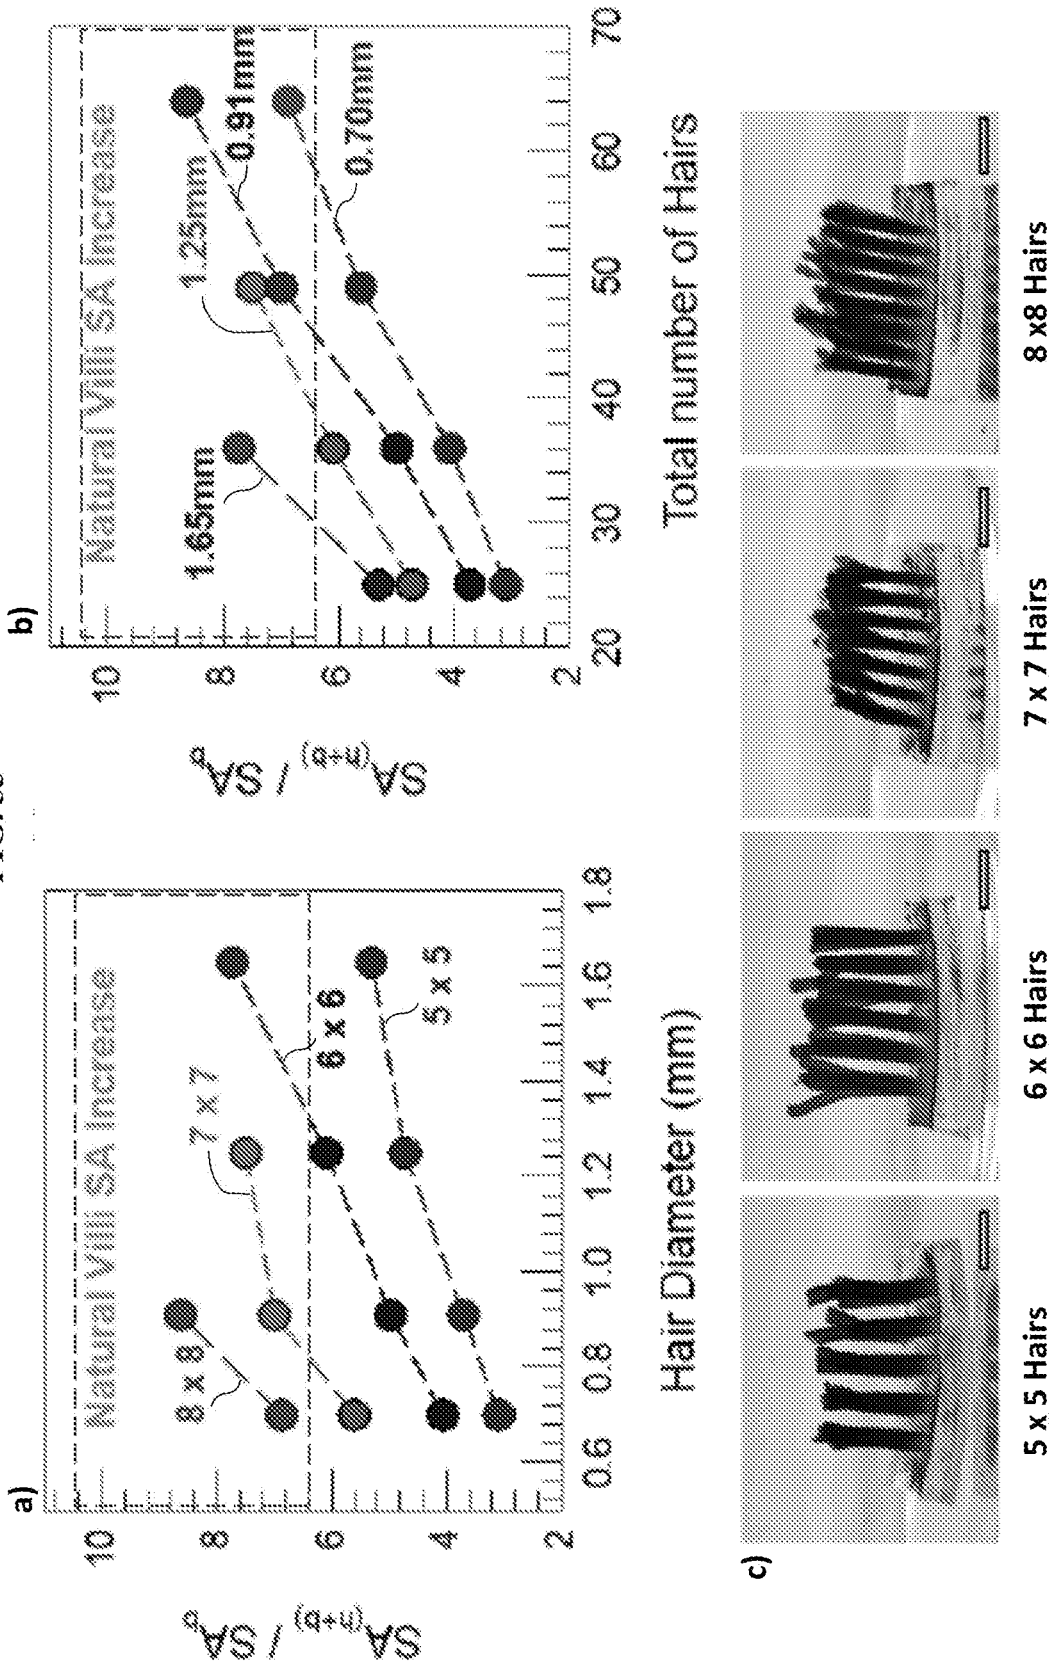 a)
Natural Villi SA Increase
8 x 8
7 x 7
6 x 6
5 x 5
10
8
6
4
2
SA(h+b) / SAb
0.6 0.8 1.0 1.2 1.4 1.6 1.8
Hair Diameter (mm)
b)
Natural Villi SA Increase
1.65mm
1.25mm
0.91mm
0.70mm
10
8
6
4
2
SA(h+b) / SAb
20 30 40 50 60 70
Total number of Hairs
c)
5 x 5 Hairs
6 x 6 Hairs
7 x 7 Hairs
8 x8 Hairs